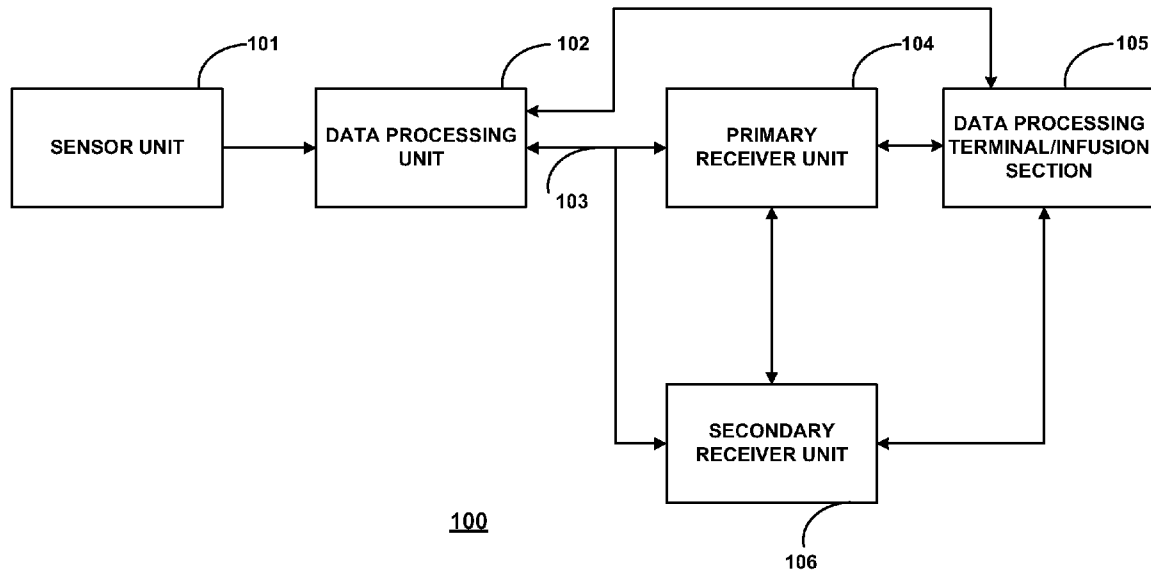 101
102
104
105
SENSOR UNIT
DATA PROCESSING
UNIT
PRIMARY
RECEIVER UNIT
DATA PROCESSING
TERMINAL/INFUSION
SECTION
103
SECONDARY
RECEIVER UNIT
100
106